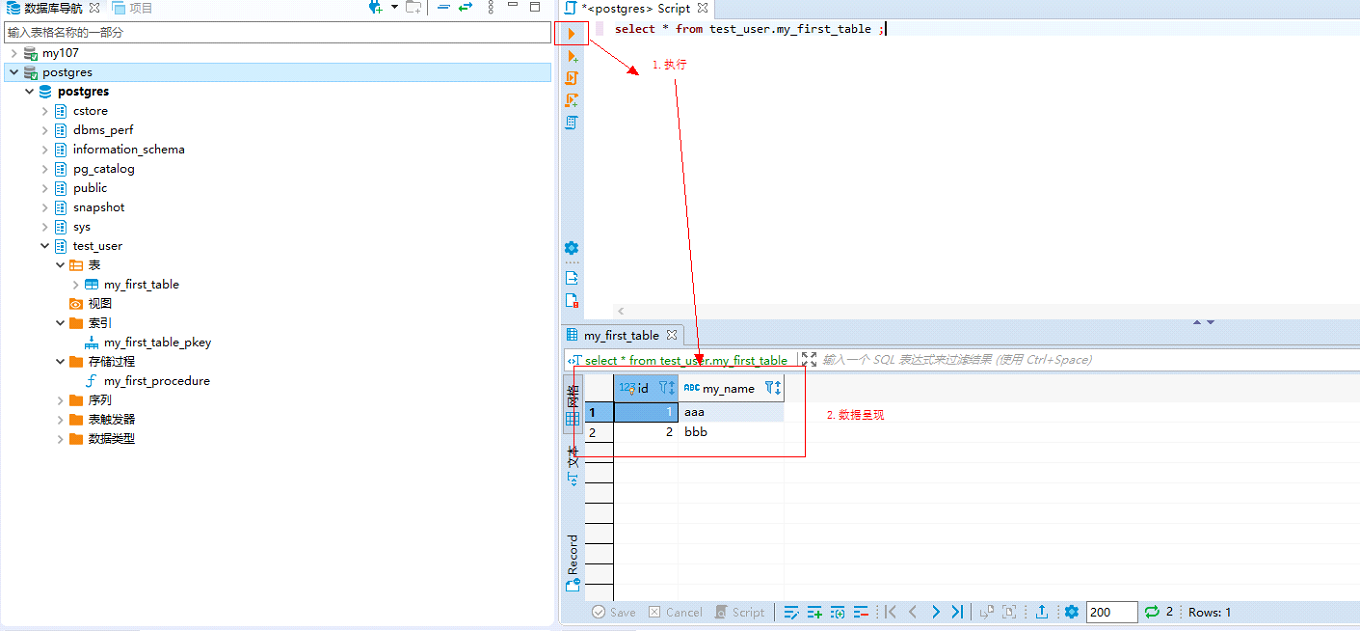 数据库导航 项目
输入表格名称的一部分
my107
postgres
postgres
cstore
dbms_perf
information_schema
pg_catalog
public
snapshot
sys
test_user
表
my_first_table
视图
索引
my_first_table_pkey
存储过程
my_first_procedure
序列
表触发器
数据类型
*<postgres> Script
select * from test_user.my_first_table ;
1. 执行
my_first_table
select * from test_user.my_first_table 输入一个 SQL 表达式来过滤结果 (使用 Ctrl+Space)
网格
文本
Record
123 id ABC my_name
1 1 aaa
2 2 bbb
2. 数据呈现
Save Cancel Script 200 2 Rows: 1